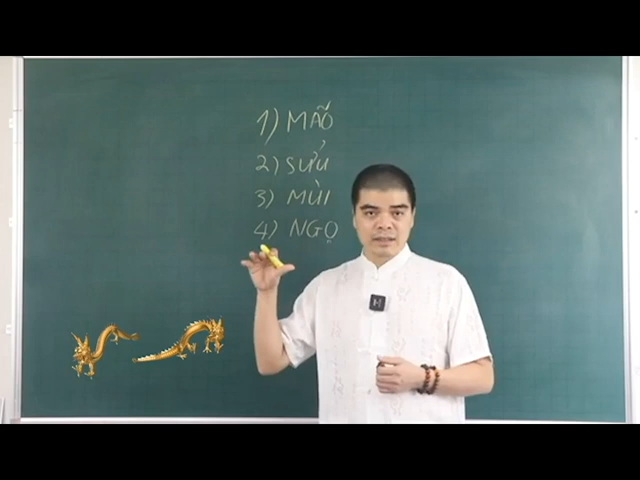 1) MÃO
2) SỬU
3) MÙI
4) NGỌ